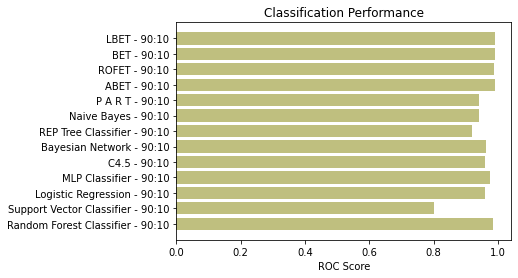 Classification Performance
LBET - 90:10
BET - 90:10
ROFET - 90:10
ABET - 90:10
P A R T - 90:10
Naive Bayes - 90:10
REP Tree Classifier - 90:10
Bayesian Network - 90:10
C4.5 - 90:10
MLP Classifier - 90:10
Logistic Regression - 90:10
Support Vector Classifier - 90:10
Random Forest Classifier - 90:10
0.0 0.2 0.4 0.6 0.8 1.0
ROC Score